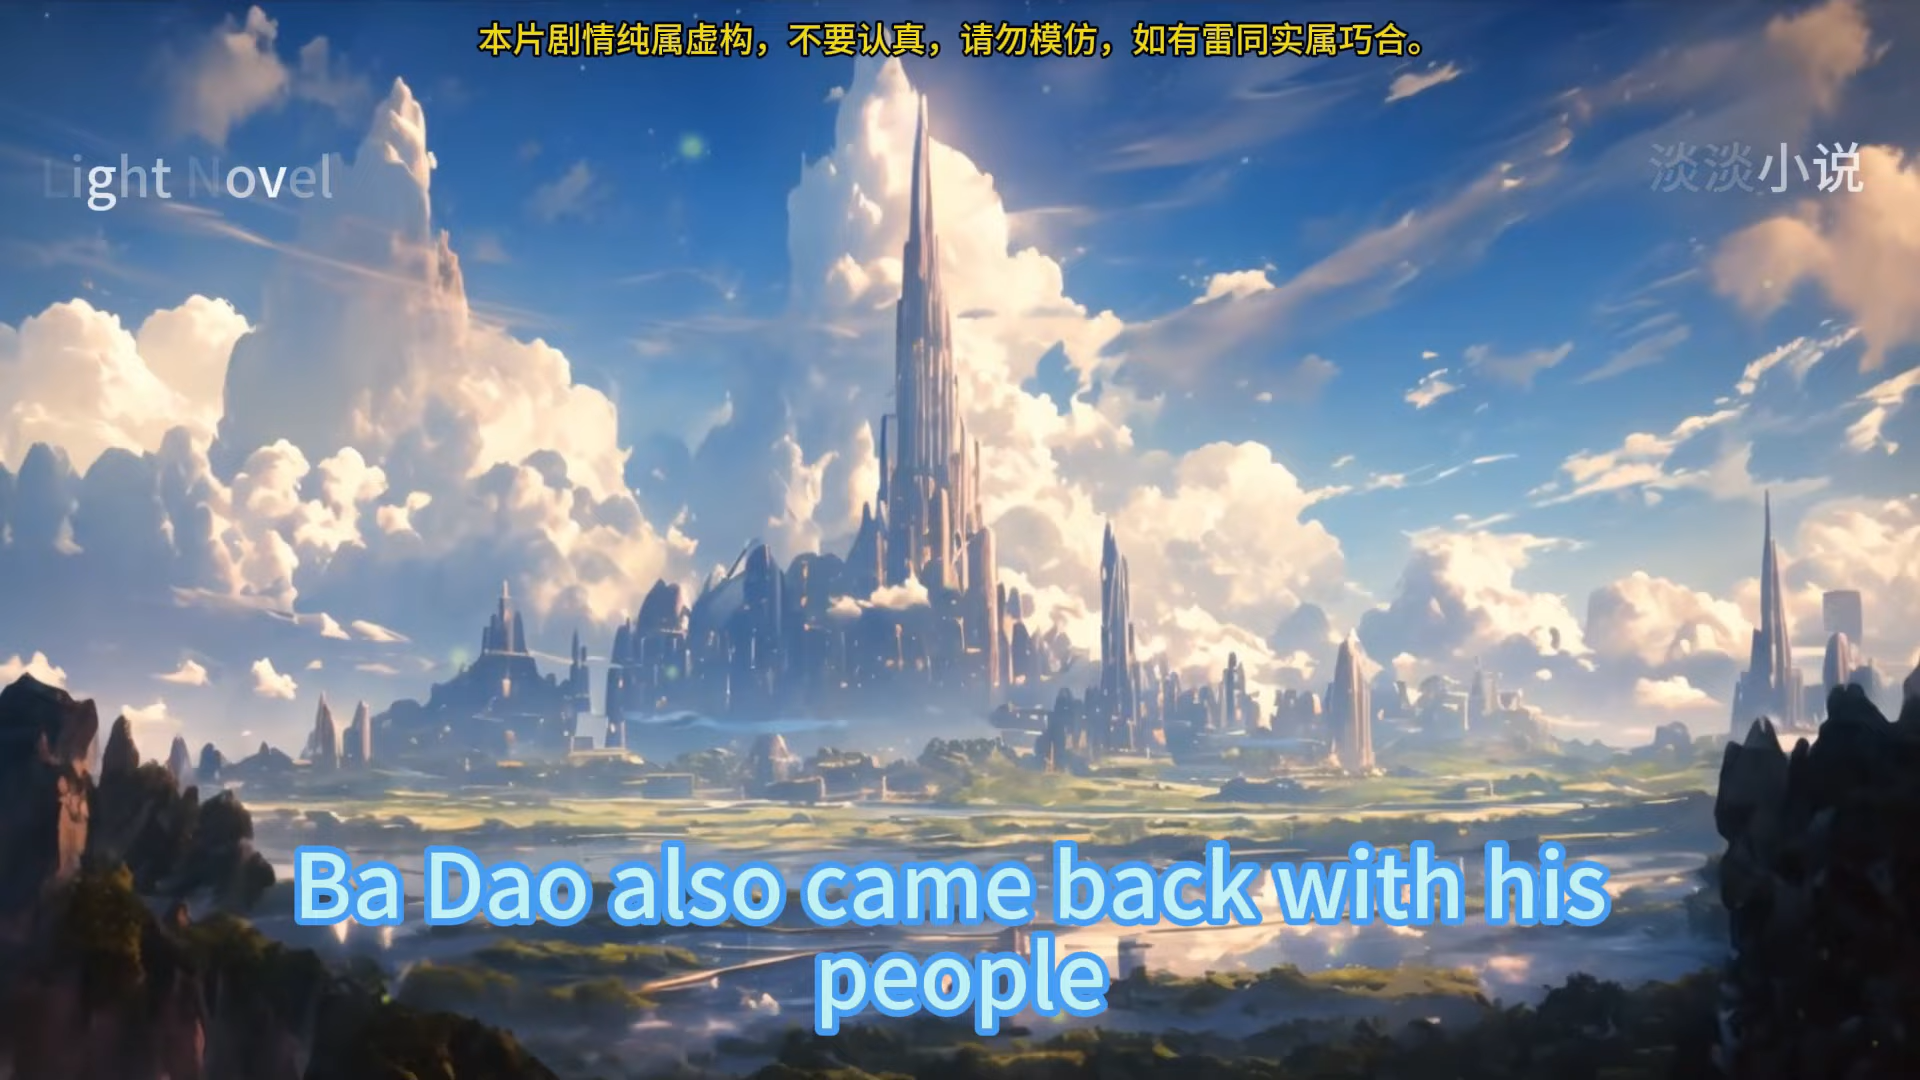 本片剧情纯属虚构，不要认真，请勿模仿，如有雷同实属巧合。
Light Novel
淡淡小说
Ba Dao also came back with his
people